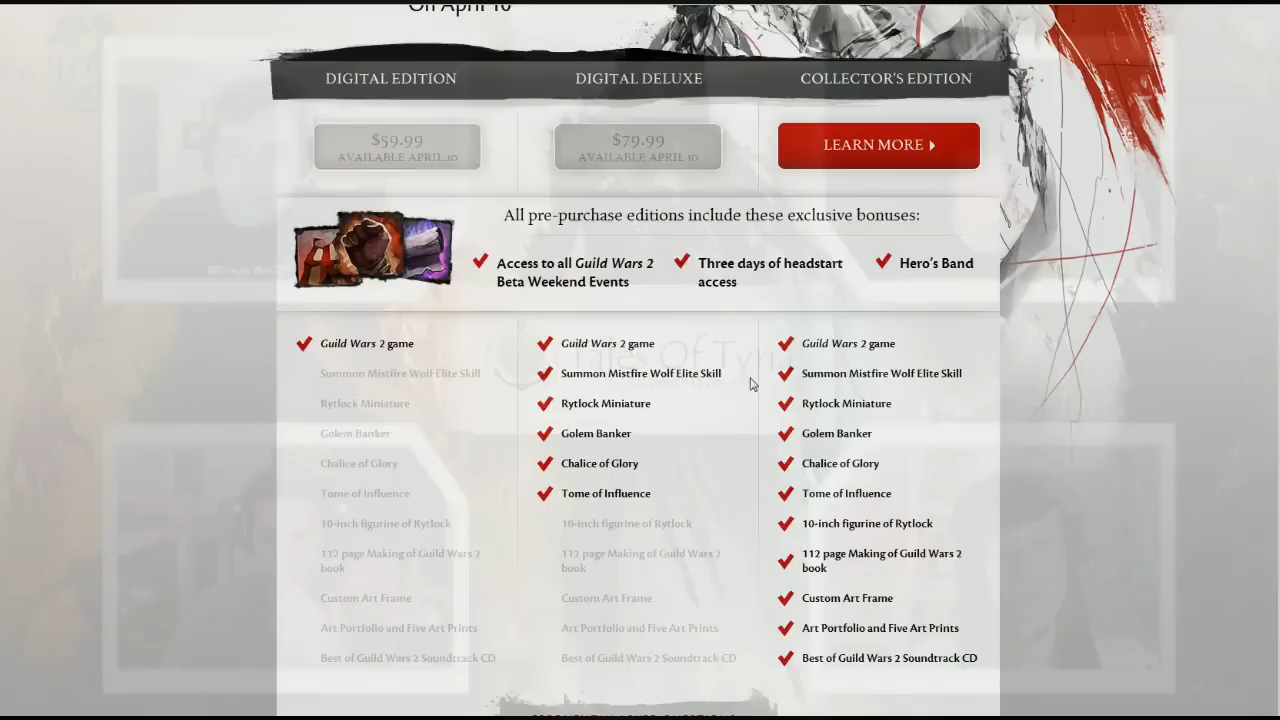 On April 10
DIGITAL EDITION
DIGITAL DELUXE
COLLECTOR'S EDITION
$59.99
AVAILABLE APRIL 10
$79.99
AVAILABLE APRIL 10
LEARN MORE
All pre-purchase editions include these exclusive bonuses:
Access to all Guild Wars 2
Beta Weekend Events
Three days of headstart
access
Hero's Band
Guild Wars 2 game
Summon Mistfire Wolf Elite Skill
Rytlock Miniature
Golem Banker
Chalice of Glory
Tome of Influence
10-inch figurine of Rytlock
112 page Making of Guild Wars 2
book
Custom Art Frame
Art Portfolio and Five Art Prints
Best of Guild Wars 2 Soundtrack CD
Guild Wars 2 game
Summon Mistfire Wolf Elite Skill
Rytlock Miniature
Golem Banker
Chalice of Glory
Tome of Influence
10-inch figurine of Rytlock
112 page Making of Guild Wars 2
book
Custom Art Frame
Art Portfolio and Five Art Prints
Best of Guild Wars 2 Soundtrack CD
Guild Wars 2 game
Summon Mistfire Wolf Elite Skill
Rytlock Miniature
Golem Banker
Chalice of Glory
Tome of Influence
10-inch figurine of Rytlock
112 page Making of Guild Wars 2
book
Custom Art Frame
Art Portfolio and Five Art Prints
Best of Guild Wars 2 Soundtrack CD
Tales Of